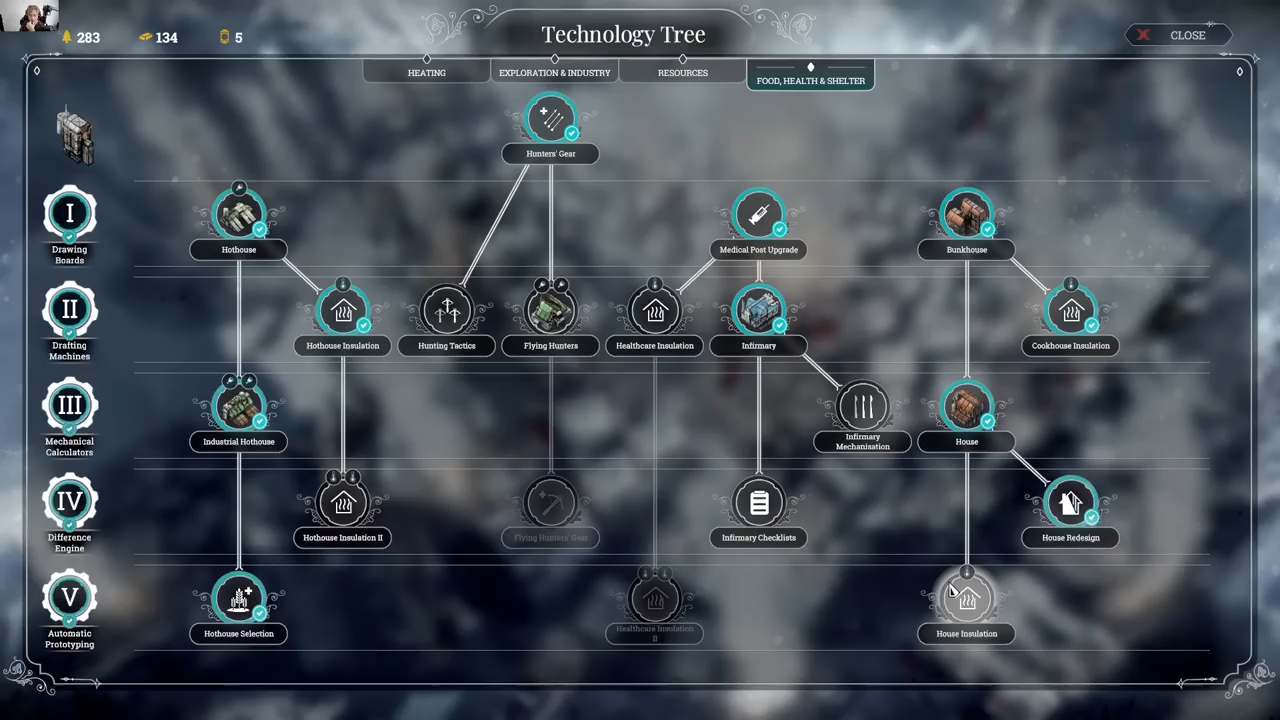 283 134 5
Technology Tree
CLOSE
HEATING
EXPLORATION & INDUSTRY
RESOURCES
FOOD, HEALTH & SHELTER
Hunters' Gear
I
Drawing
Boards
Hothouse
Medical Post Upgrade
Bunkhouse
II
Drafting
Machines
Hothouse Insulation
Hunting Tactics
Flying Hunters
Healthcare Insulation
Infirmary
Cookhouse Insulation
III
Mechanical
Calculators
Industrial Hothouse
Infirmary
Mechanisation
House
IV
Difference
Engine
Hothouse Insulation II
Flying Hunters' Gear
Infirmary Checklists
House Redesign
V
Automatic
Prototyping
Hothouse Selection
Healthcare Insulation
II
House Insulation